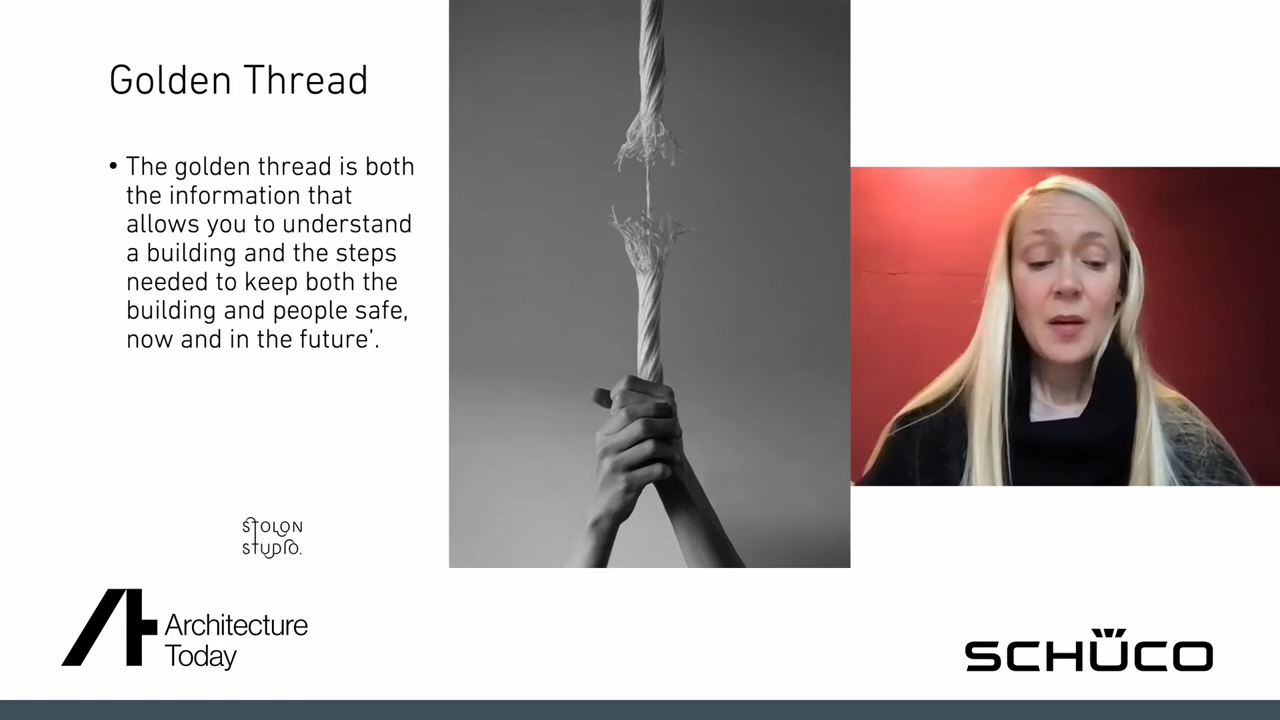 Golden Thread
• The golden thread is both
the information that
allows you to understand
a building and the steps
needed to keep both the
building and people safe,
now and in the future’.
STOLON
STUDIO.
Architecture
Today
SCHÜCO